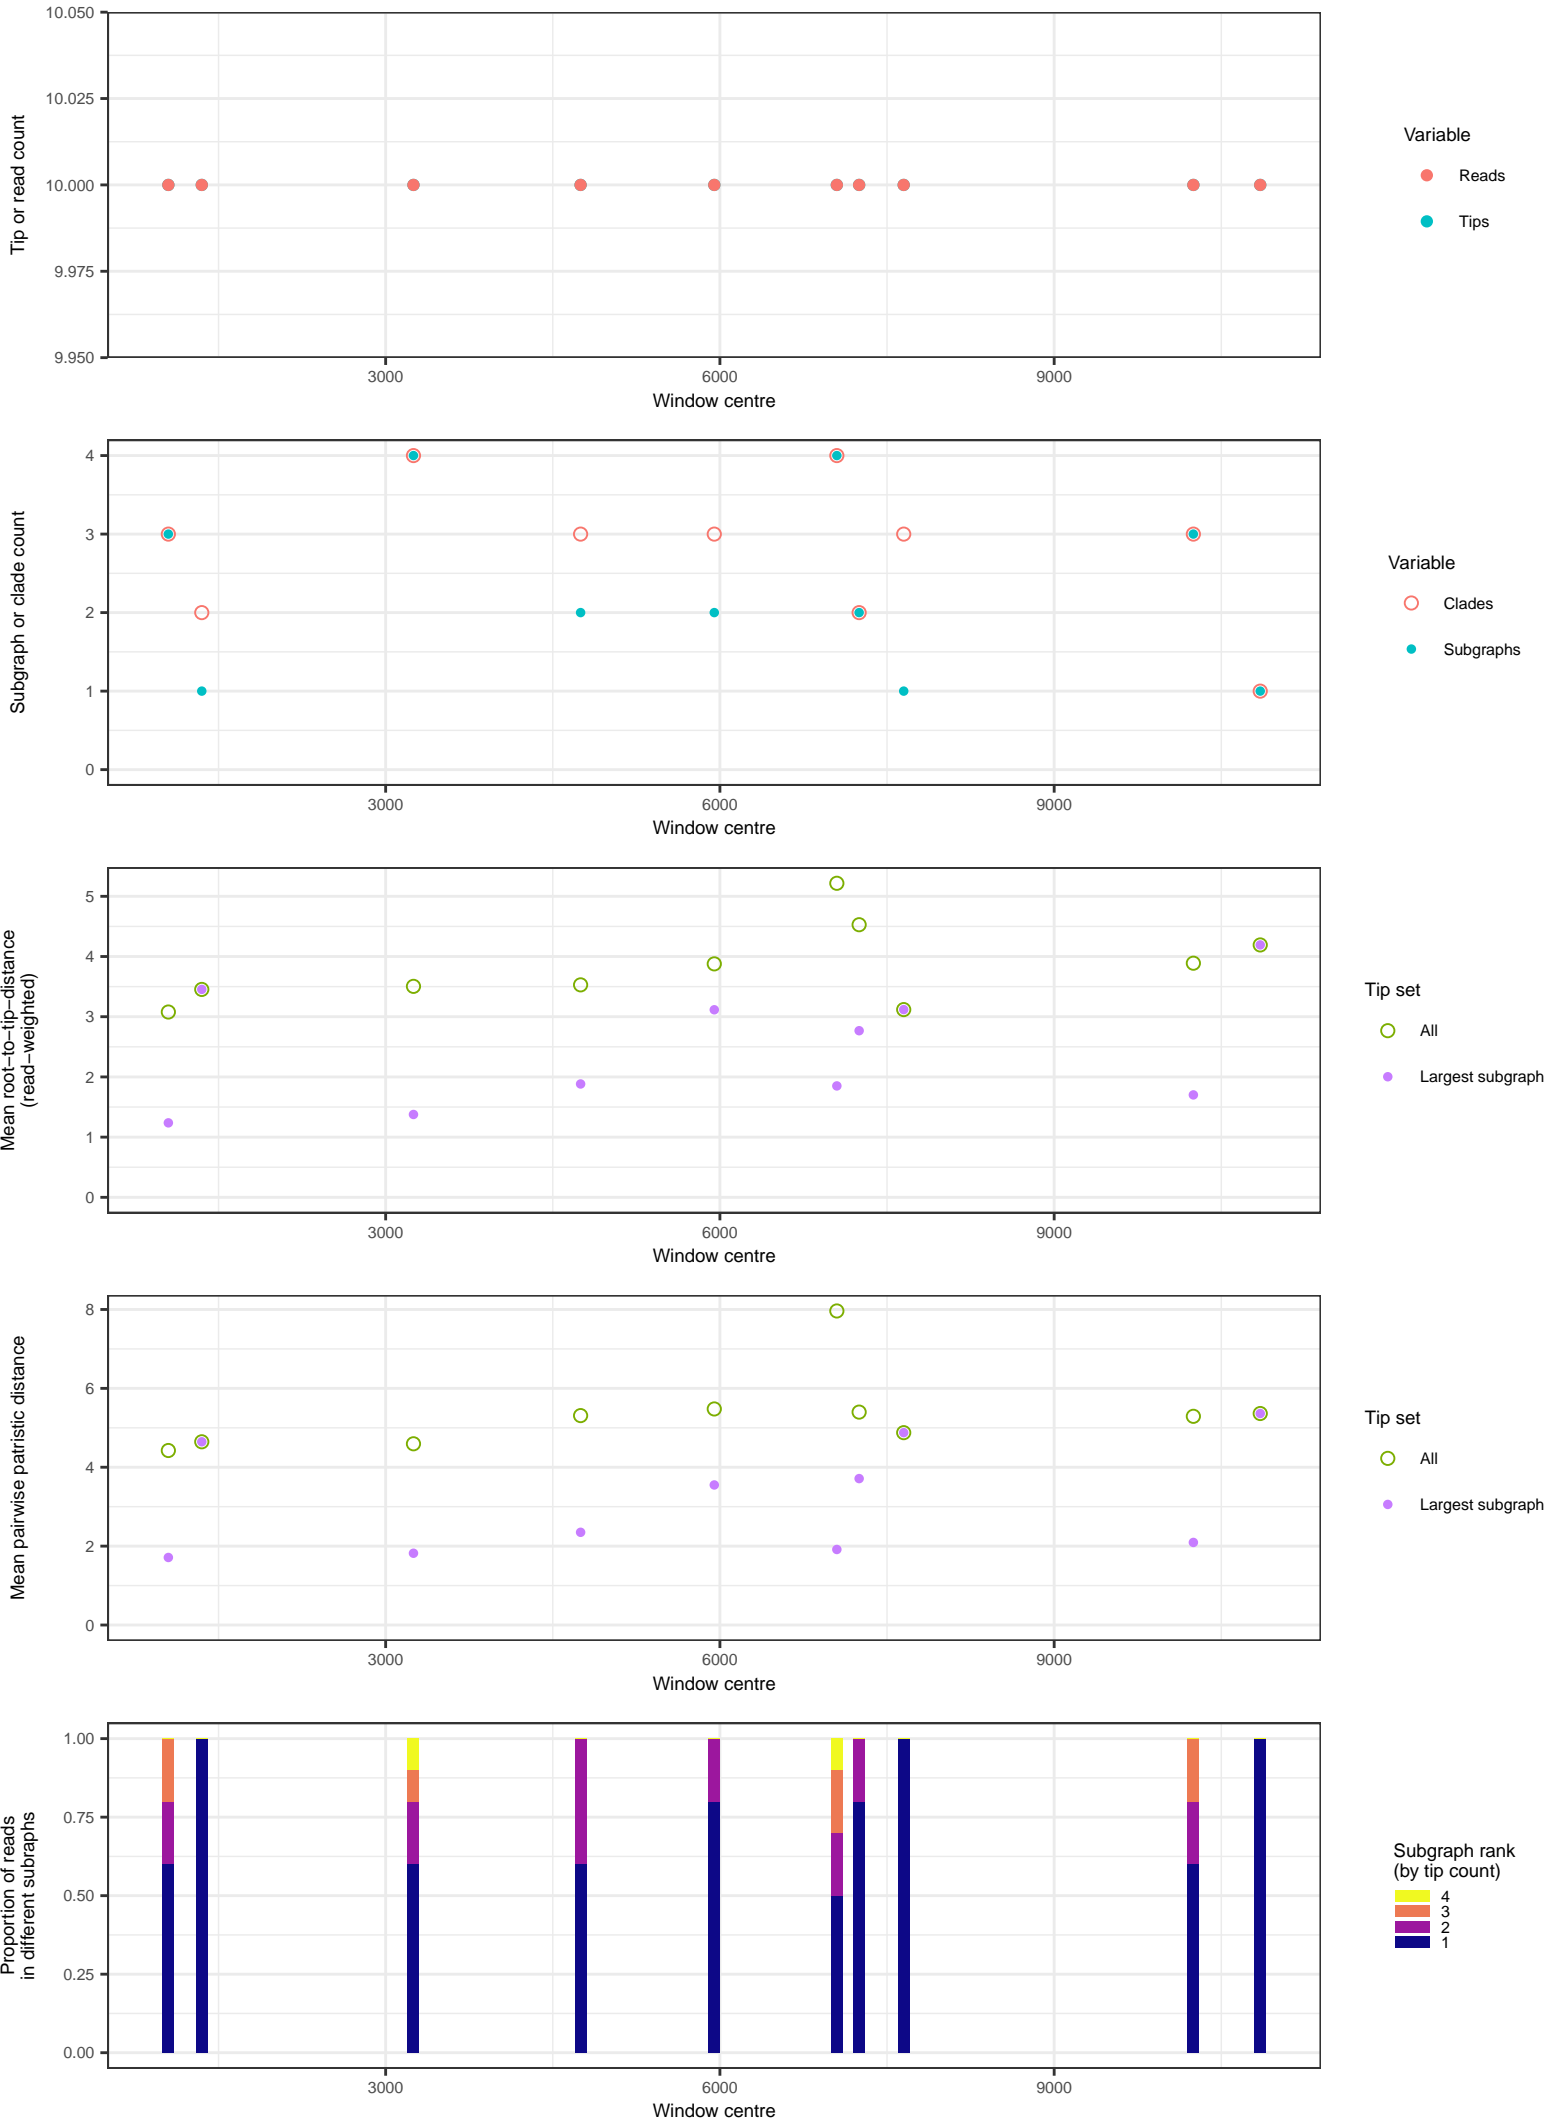 10.050
10.025
10.000
9.975
9.950
Tip or read count
3000
6000
9000
Window centre
Variable
Reads
Tips
4
3
2
1
0
Subgraph or clade count
3000
6000
9000
Window centre
Variable
Clades
Subgraphs
5
4
3
2
1
0
Mean root−to−tip−distance
(read−weighted)
3000
6000
9000
Window centre
Tip set
All
Largest subgraph
8
6
4
2
0
Mean pairwise patristic distance
3000
6000
9000
Window centre
Tip set
All
Largest subgraph
1.00
0.75
0.50
0.25
0.00
Proportion of reads
in different subraphs
3000
6000
9000
Window centre
Subgraph rank
(by tip count)
4
3
2
1